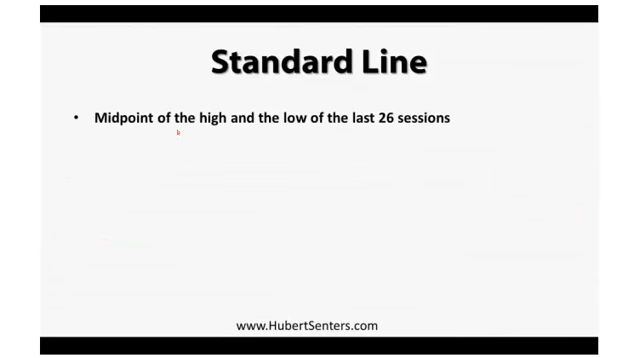 Standard Line
• Midpoint of the high and the low of the last 26 sessions
www.HubertSenters.com